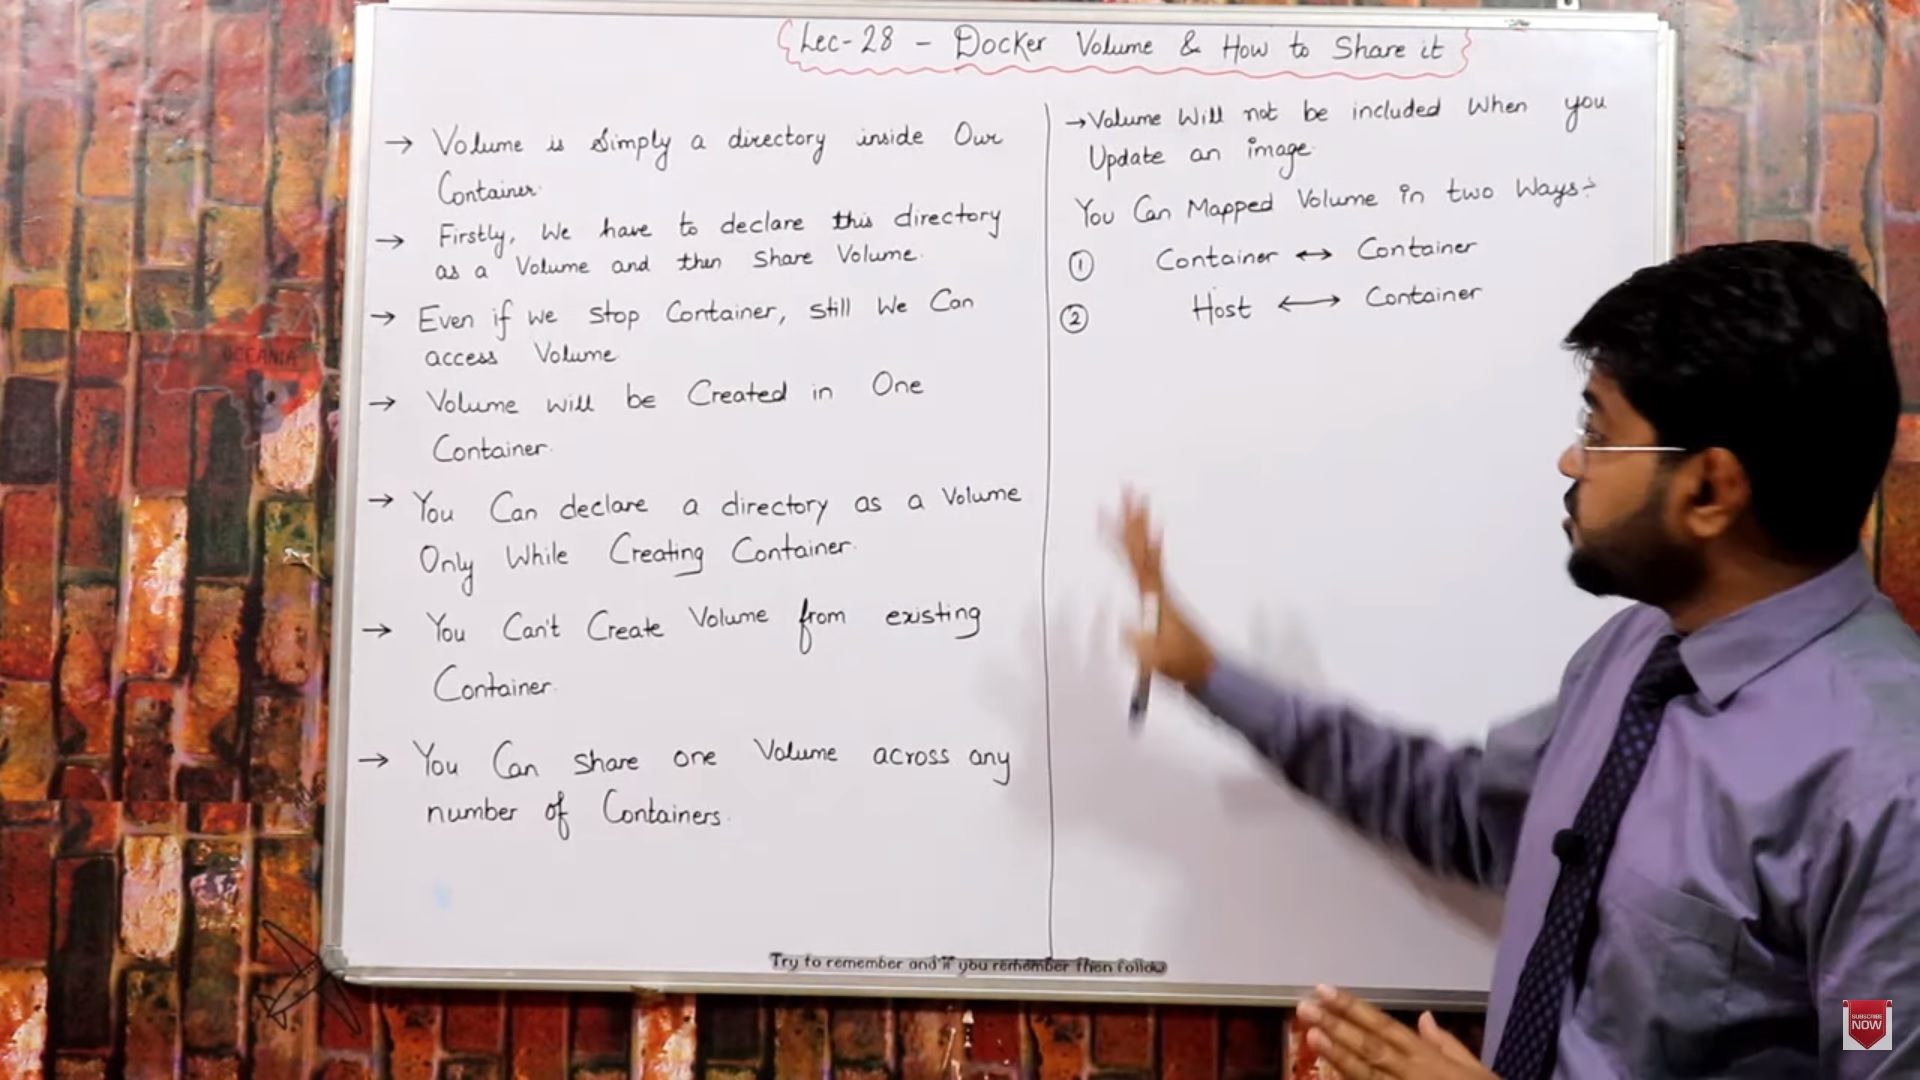 Lec-28 - Docker Volume & How to Share it
→ Volume is Simply a directory inside Our
Container.
→ Firstly, We have to declare this directory
as a Volume and then Share Volume.
→ Even if we stop Container, still We Can
access Volume
→ Volume will be Created in One
Container.
→ You Can declare a directory as a Volume
Only While Creating Container.
→ You Can't Create Volume from existing
Container.
→ You Can share one Volume across any
number of Containers.
→ Volume Will not be included When you
Update an image.
You Can Mapped Volume in two Ways:-
① Container ↔ Container
② Host ↔ Container
Try to remember and if you remember then follow
OCEANIA
SUBSCRIBE
NOW